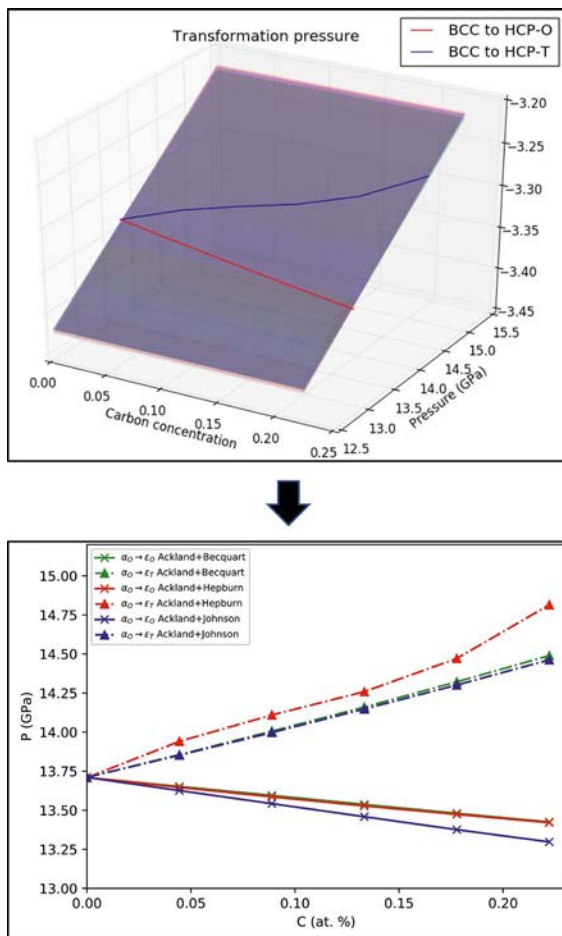 Transformation pressure
BCC to HCP-O
BCC to HCP-T
−3.20
−3.25
−3.30
−3.35
−3.40
−3.45
15.5
15.0
14.5
14.0
13.5
13.0
12.5
Pressure (GPa)
0.00
0.05
0.10
0.15
0.20
0.25
Carbon concentration
αO → εO Ackland+Becquart
αO → εT Ackland+Becquart
αO → εO Ackland+Hepburn
αO → εT Ackland+Hepburn
αO → εO Ackland+Johnson
αO → εT Ackland+Johnson
15.00
14.75
14.50
14.25
14.00
13.75
13.50
13.25
13.00
P (GPa)
0.00
0.05
0.10
0.15
0.20
C (at. %)